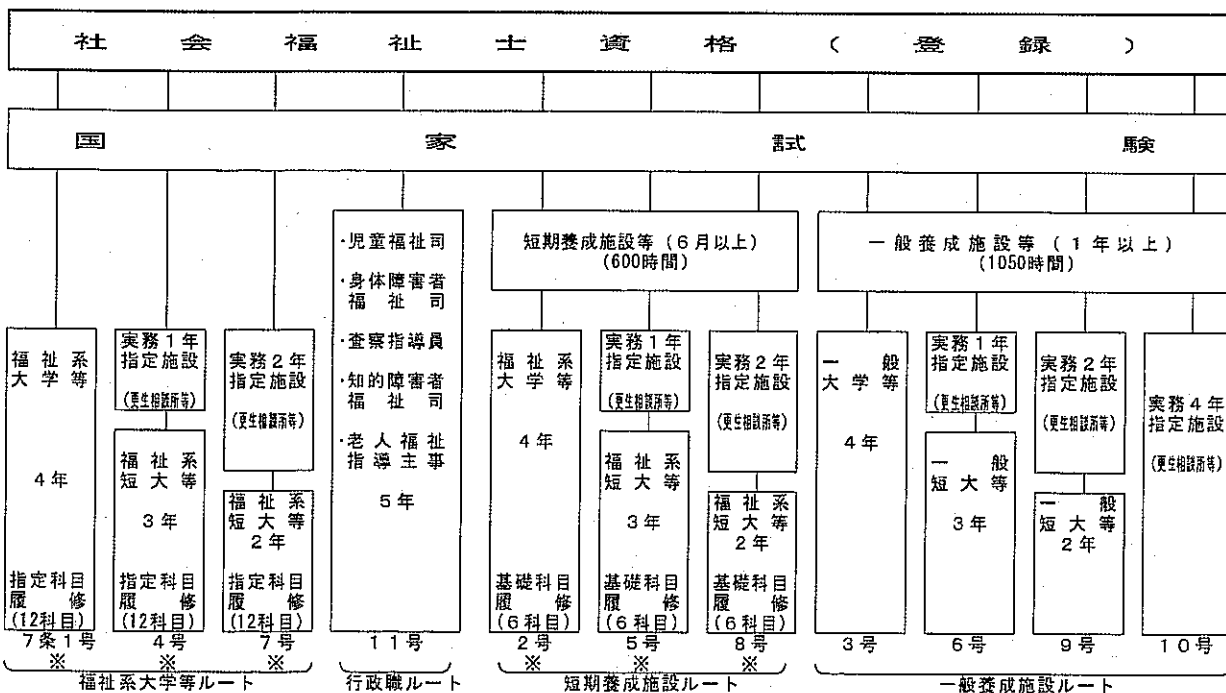 社会福祉士資格(登録)
国家試験
・児童福祉司
・身体障害者
福祉司
・査察指導員
・知的障害者
福祉司
・老人福祉
指導主事
5年
短期養成施設等(6月以上)
(600時間)
一般養成施設等(1年以上)
(1050時間)
福祉系
大学等
4年
指定科目
履修
(12科目)
実務1年
指定施設
(更生相談所等)
福祉系
短大等
3年
指定科目
履修
(12科目)
実務2年
指定施設
(更生相談所等)
福祉系
短大等
2年
指定科目
履修
(12科目)
福祉系
大学等
4年
基礎科目
履修
(6科目)
実務1年
指定施設
(更生相談所等)
福祉系
短大等
3年
基礎科目
履修
(6科目)
実務2年
指定施設
(更生相談所等)
福祉系
短大等
2年
基礎科目
履修
(6科目)
一般
大学等
4年
実務1年
指定施設
(更生相談所等)
一般
短大等
3年
実務2年
指定施設
(更生相談所等)
一般
短大等
2年
実務4年
指定施設
(更生相談所等)
7条1号 4号 7号 11号 2号 5号 8号 3号 6号 9号 10号
※ ※ ※ ※ ※ ※
福祉系大学等ルート 行政職ルート 短期養成施設ルート 一般養成施設ルート